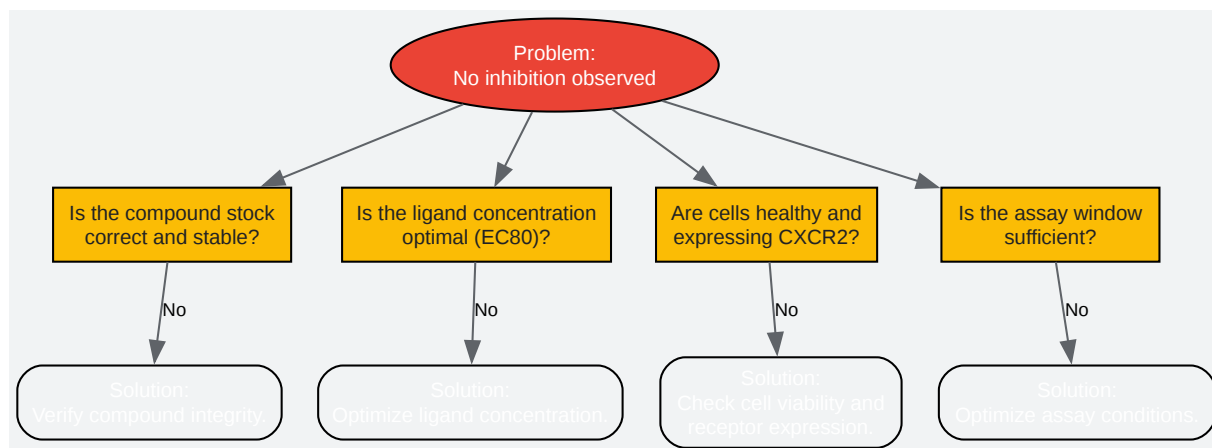 Problem:
No inhibition observed
Is the compound stock
correct and stable?
Is the ligand concentration
optimal (EC80)?
Are cells healthy and
expressing CXCR2?
Is the assay window
sufficient?
No
No
No
No
Solution:
Verify compound integrity.
Solution:
Optimize ligand concentration.
Solution:
Check cell viability and
receptor expression.
Solution:
Optimize assay conditions.